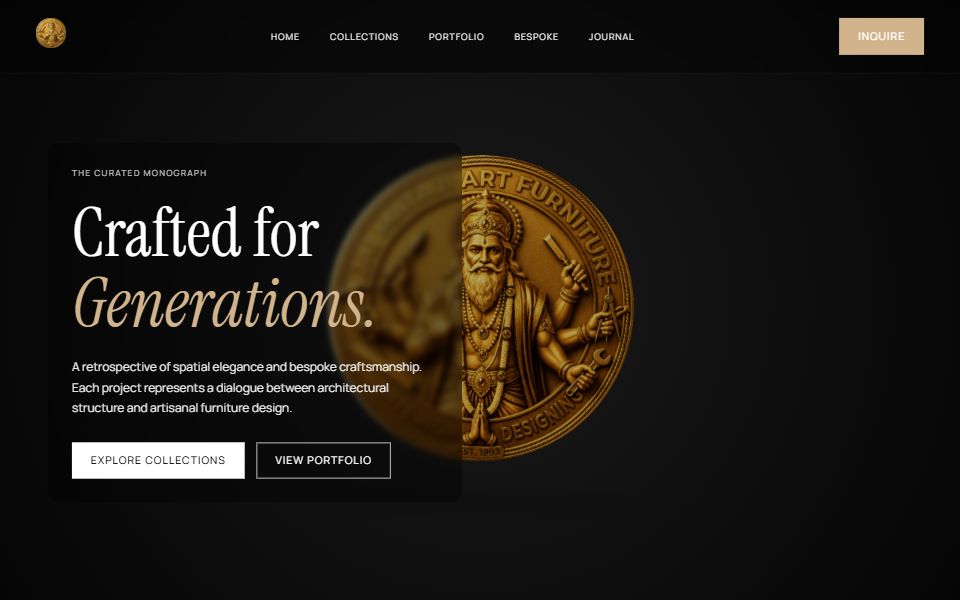 HOME COLLECTIONS PORTFOLIO BESPOKE JOURNAL INQUIRE
THE CURATED MONOGRAPH
Crafted for
Generations.
A retrospective of spatial elegance and bespoke craftsmanship.
Each project represents a dialogue between architectural
structure and artisanal furniture design.
EXPLORE COLLECTIONS VIEW PORTFOLIO
ART FURNITURE
DESIGNING
EST. 1993